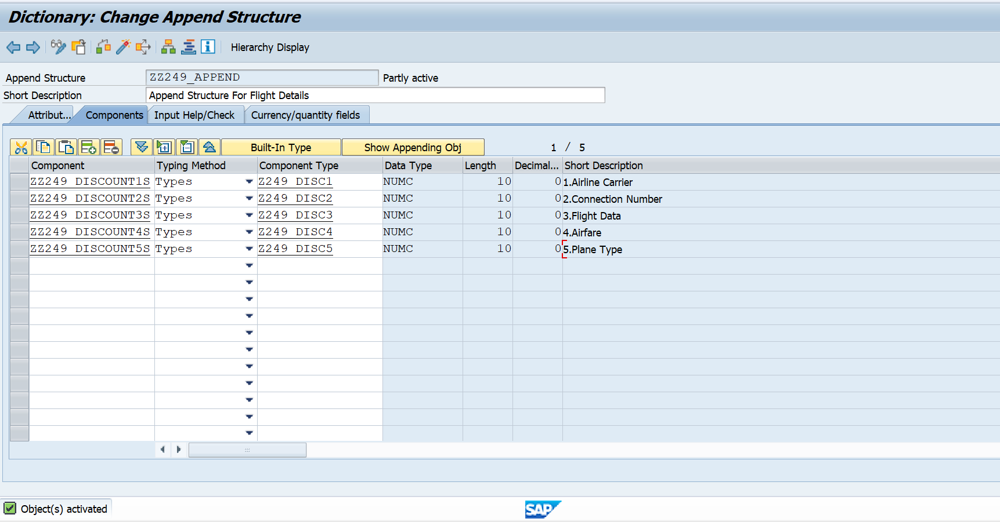 Dictionary: Change Append Structure
Hierarchy Display
Append Structure ZZ249_APPEND Partly active
Short Description Append Structure For Flight Details
Attribut... Components Input Help/Check Currency/quantity fields
Built-In Type Show Appending Obj 1 / 5
Component Typing Method Component Type Data Type Length Decimal... Short Description
ZZ249_DISCOUNT1S Types Z249_DISC1 NUMC 10 0 1.Airline Carrier
ZZ249_DISCOUNT2S Types Z249_DISC2 NUMC 10 0 2.Connection Number
ZZ249_DISCOUNT3S Types Z249_DISC3 NUMC 10 0 3.Flight Data
ZZ249_DISCOUNT4S Types Z249_DISC4 NUMC 10 0 4.Airfare
ZZ249_DISCOUNT5S Types Z249_DISC5 NUMC 10 0 5.Plane Type
Object(s) activated
SAP